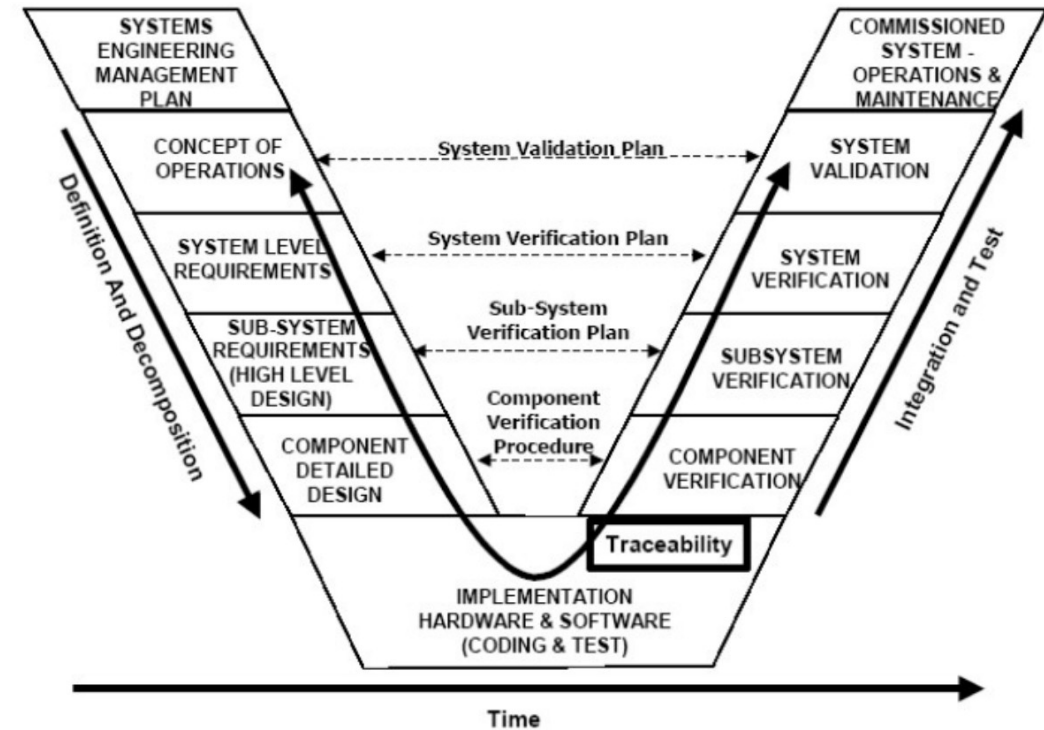 SYSTEMS
ENGINEERING
MANAGEMENT
PLAN
COMMISSIONED
SYSTEM -
OPERATIONS &
MAINTENANCE
CONCEPT OF
OPERATIONS
System Validation Plan
SYSTEM
VALIDATION
Definition And Decomposition
SYSTEM LEVEL
REQUIREMENTS
System Verification Plan
SYSTEM
VERIFICATION
Integration and Test
SUB-SYSTEM
REQUIREMENTS
(HIGH LEVEL
DESIGN)
Sub-System
Verification Plan
SUBSYSTEM
VERIFICATION
COMPONENT
DETAILED
DESIGN
Component
Verification
Procedure
COMPONENT
VERIFICATION
Traceability
IMPLEMENTATION
HARDWARE & SOFTWARE
(CODING & TEST)
Time